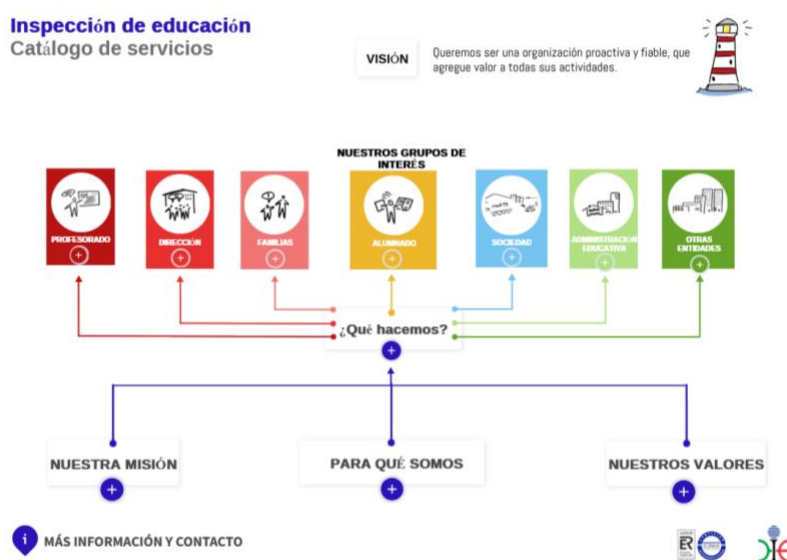 Inspección de educación
Catálogo de servicios
VISIÓN
Queremos ser una organización proactiva y fiable, que
agregue valor a todas sus actividades.
NUESTROS GRUPOS DE
INTERÉS
PROFESORADO
DIRECCIÓN
FAMILIAS
ALUMNADO
SOCIEDAD
ADMINISTRACIÓN
EDUCATIVA
OTRAS
ENTIDADES
¿Qué hacemos?
NUESTRA MISIÓN
PARA QUÉ SOMOS
NUESTROS VALORES
MÁS INFORMACIÓN Y CONTACTO
ER